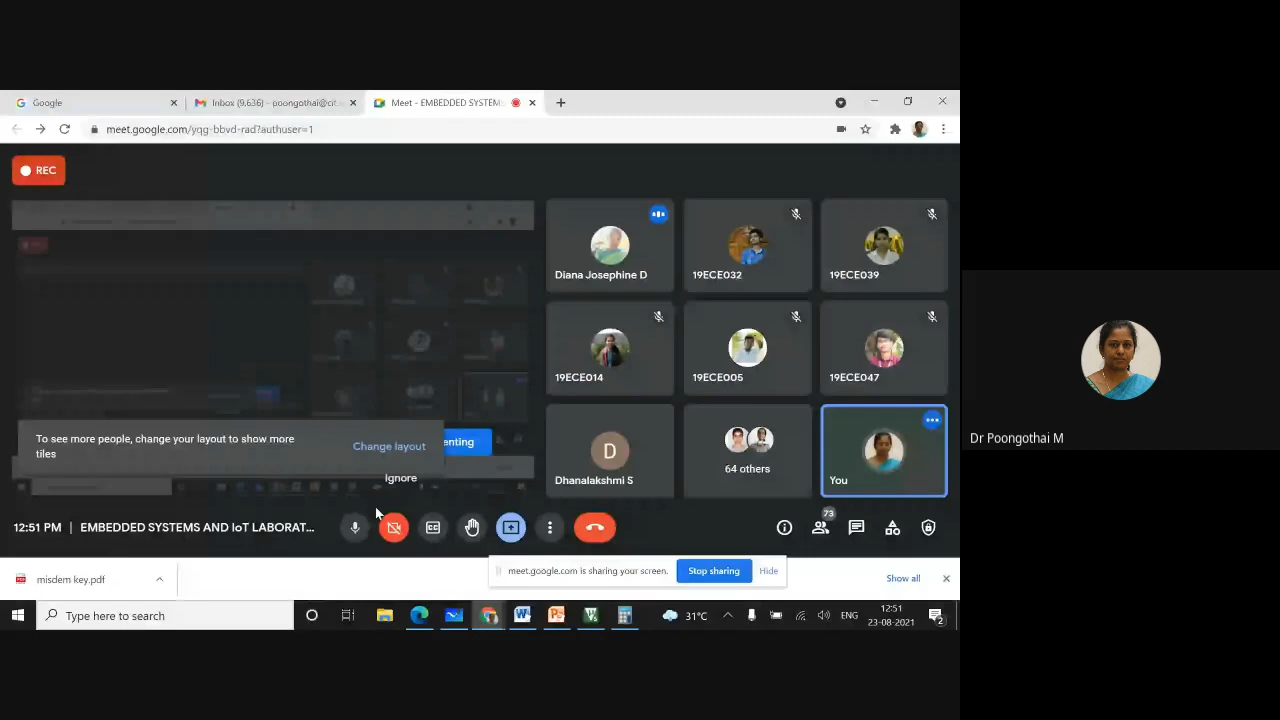 Google
Inbox (9,636) - poongothai@cit.
Meet - EMBEDDED SYSTEM
meet.google.com/yqg-bbvd-rad?authuser=1
REC
Diana Josephine D
19ECE032
19ECE039
19ECE014
19ECE005
19ECE047
To see more people, change your layout to show more
tiles
Change layout
enting
Ignore
D
Dhanalakshmi S
64 others
You
Dr Poongothai M
12:51 PM | EMBEDDED SYSTEMS AND IoT LABORAT...
73
misdem key.pdf
meet.google.com is sharing your screen.
Stop sharing
Hide
Show all
Type here to search
31°C
ENG
12:51
23-08-2021
2